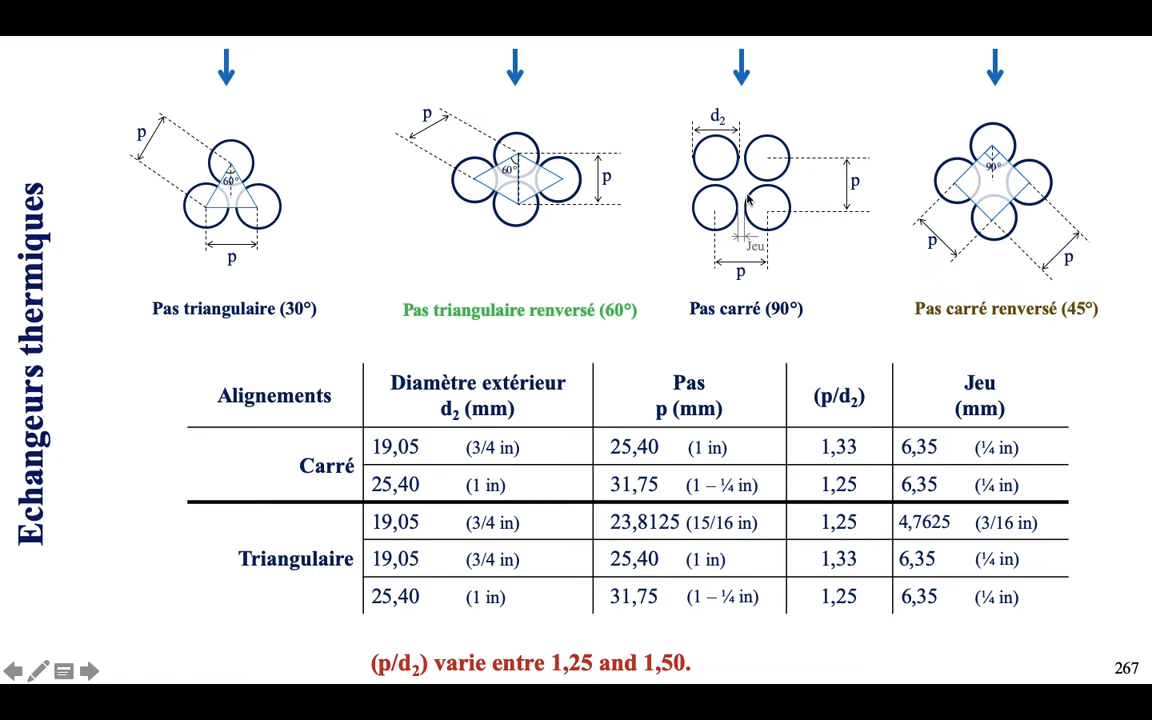 Echangeurs thermiques
p
60°
p
Pas triangulaire (30°)
p
60°
p
Pas triangulaire renversé (60°)
d₂
p
Jeu
p
Pas carré (90°)
90°
p
p
Pas carré renversé (45°)
Alignements
Diamètre extérieur
d₂ (mm)
Pas
p (mm)
(p/d₂)
Jeu
(mm)
Carré
19,05 (3/4 in) 25,40 (1 in) 1,33 6,35 (¼ in)
25,40 (1 in) 31,75 (1 – ¼ in) 1,25 6,35 (¼ in)
Triangulaire
19,05 (3/4 in) 23,8125 (15/16 in) 1,25 4,7625 (3/16 in)
19,05 (3/4 in) 25,40 (1 in) 1,33 6,35 (¼ in)
25,40 (1 in) 31,75 (1 – ¼ in) 1,25 6,35 (¼ in)
(p/d₂) varie entre 1,25 and 1,50.
267